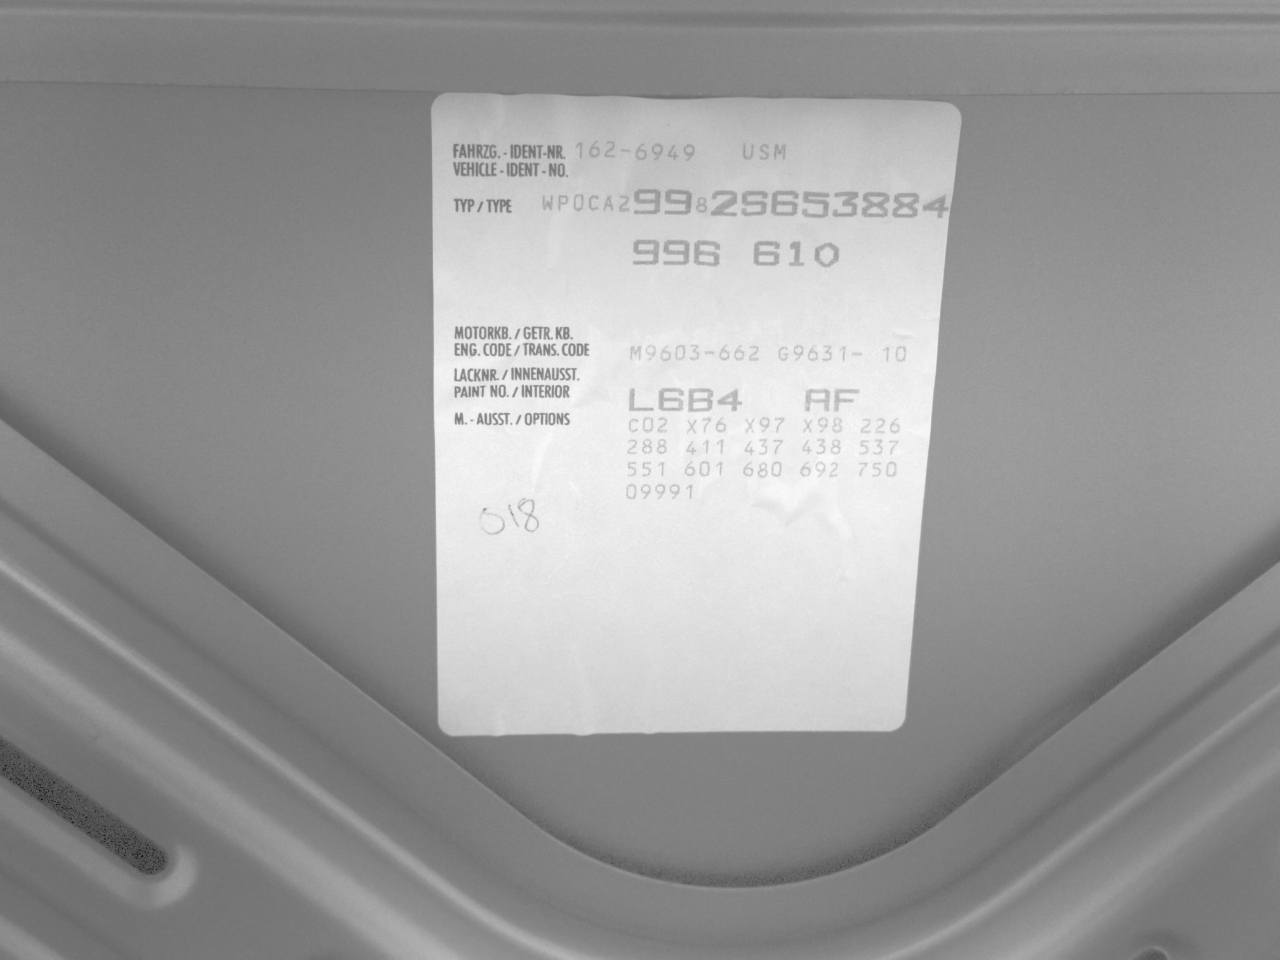 FAHRZG. - IDENT-NR. 162-6949 USM
VEHICLE - IDENT - NO.
TYP / TYPE WP0CA29982S653884
996 610
MOTORKB. / GETR. KB.
ENG. CODE / TRANS. CODE M9603-662 G9631- 10
LACKNR. / INNENAUSST.
PAINT NO. / INTERIOR L6B4 AF
M. - AUSST. / OPTIONS C02 X76 X97 X98 226
288 411 437 438 537
551 601 680 692 750
09991
018